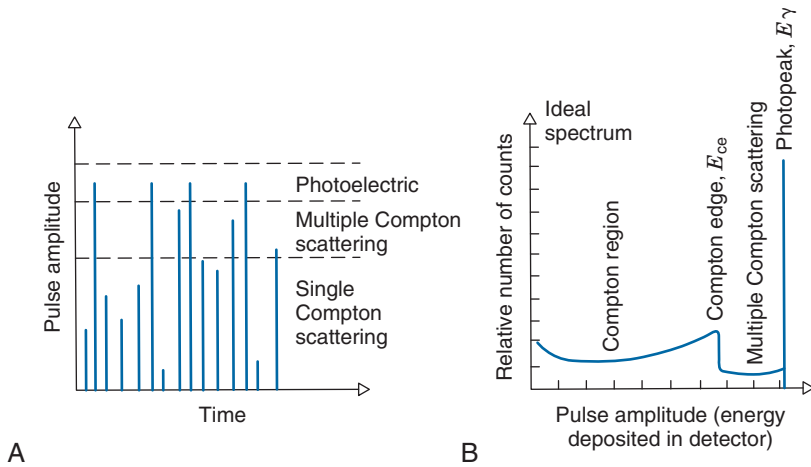 Pulse amplitude
Photoelectric
Multiple Compton
scattering
Single
Compton
scattering
Time
A
Ideal
spectrum
Relative number of counts
Compton region
Compton edge, Ece
Multiple Compton scattering
Photopeak, Eγ
Pulse amplitude (energy
deposited in detector)
B